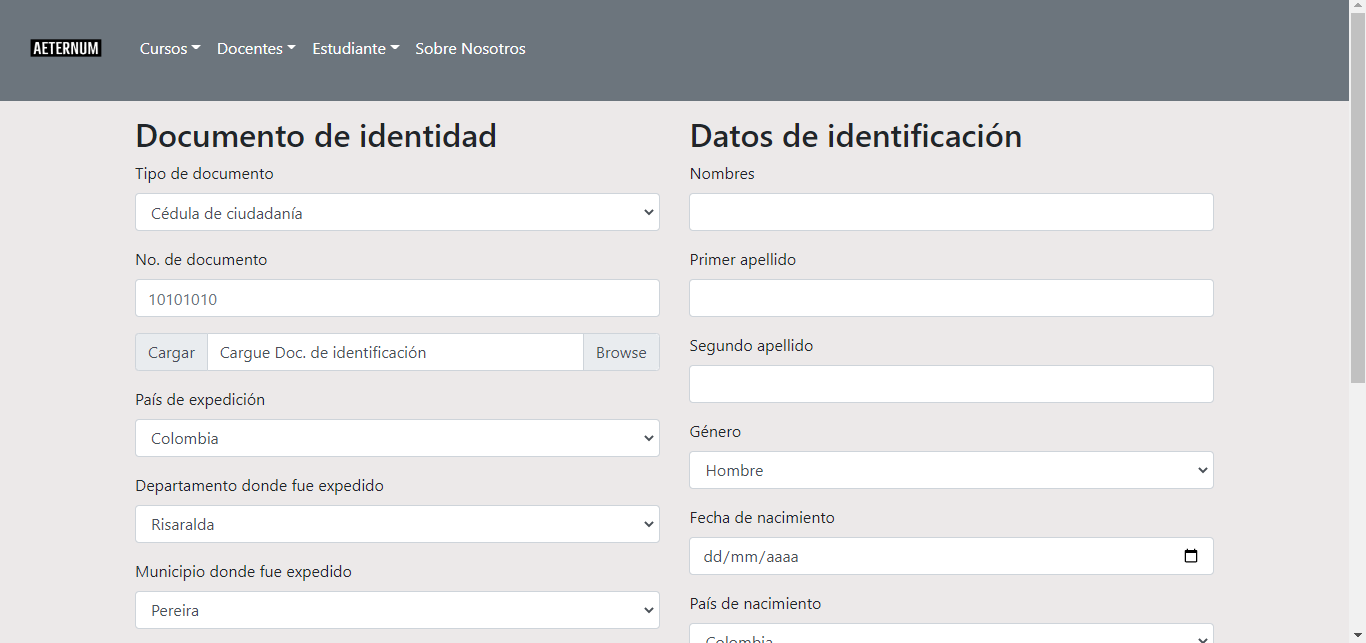 AETERNUM
Cursos Docentes Estudiante Sobre Nosotros
Documento de identidad
Tipo de documento
Cédula de ciudadanía
No. de documento
10101010
Cargar Cargue Doc. de identificación Browse
País de expedición
Colombia
Departamento donde fue expedido
Risaralda
Municipio donde fue expedido
Pereira
Datos de identificación
Nombres
Primer apellido
Segundo apellido
Género
Hombre
Fecha de nacimiento
dd/mm/aaaa
País de nacimiento
Colombia